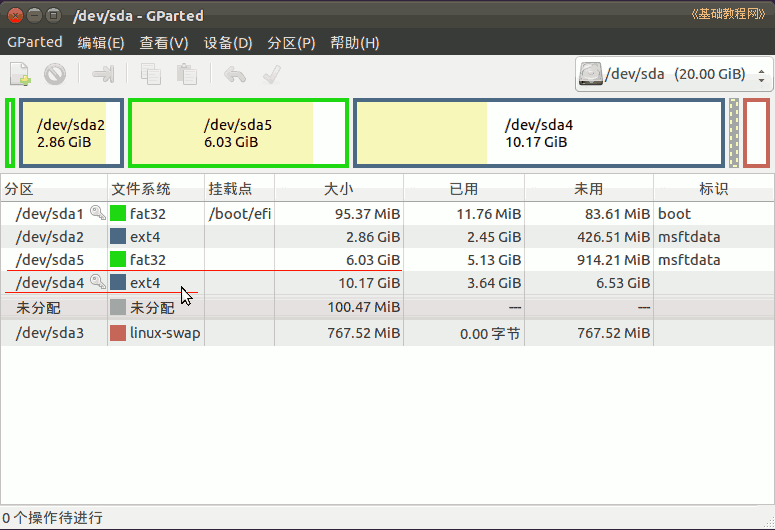 /dev/sda - GParted
《基础教程网》
GParted 编辑(E) 查看(V) 设备(D) 分区(P) 帮助(H)
/dev/sda (20.00 GiB)
/dev/sda2
2.86 GiB
/dev/sda5
6.03 GiB
/dev/sda4
10.17 GiB
分区 文件系统 挂载点 大小 已用 未用 标识
/dev/sda1 fat32 /boot/efi 95.37 MiB 11.76 MiB 83.61 MiB boot
/dev/sda2 ext4 2.86 GiB 2.45 GiB 426.51 MiB msftdata
/dev/sda5 fat32 6.03 GiB 5.13 GiB 914.21 MiB msftdata
/dev/sda4 ext4 10.17 GiB 3.64 GiB 6.53 GiB
未分配 未分配 100.47 MiB --- ---
/dev/sda3 linux-swap 767.52 MiB 0.00 字节 767.52 MiB
0 个操作待进行